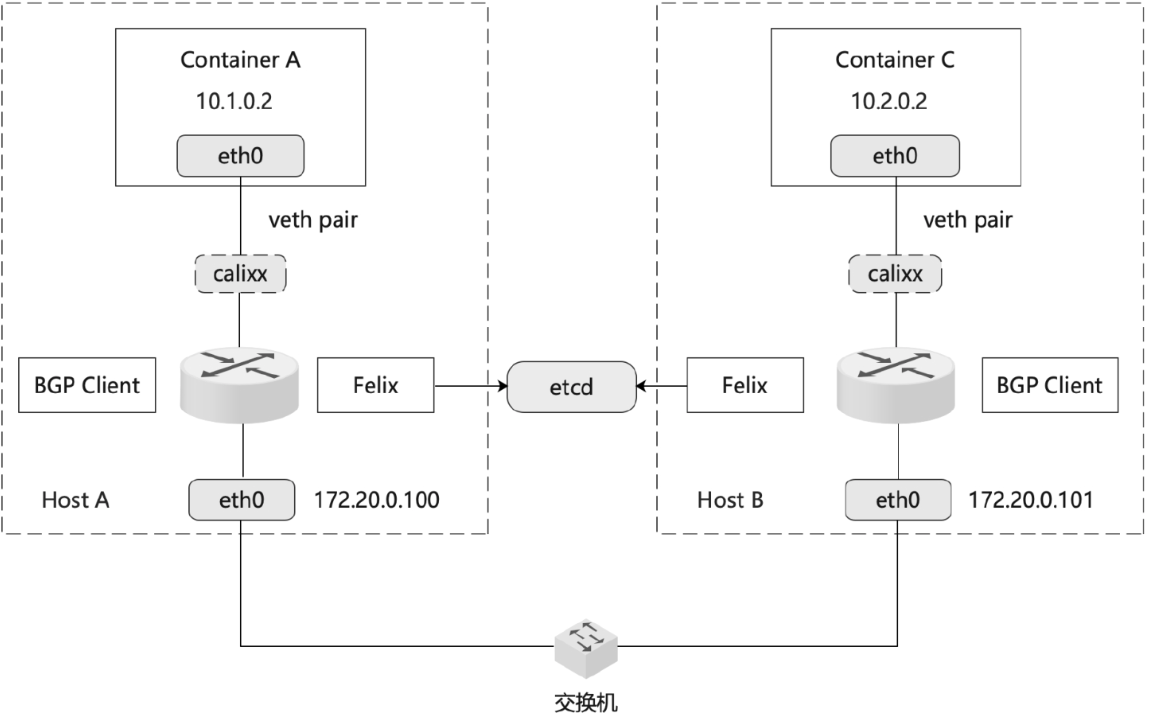 Container A
10.1.0.2
eth0
veth pair
calixx
BGP Client
Felix
Host A
eth0
172.20.0.100
etcd
Container C
10.2.0.2
eth0
veth pair
calixx
Felix
BGP Client
Host B
eth0
172.20.0.101
交换机